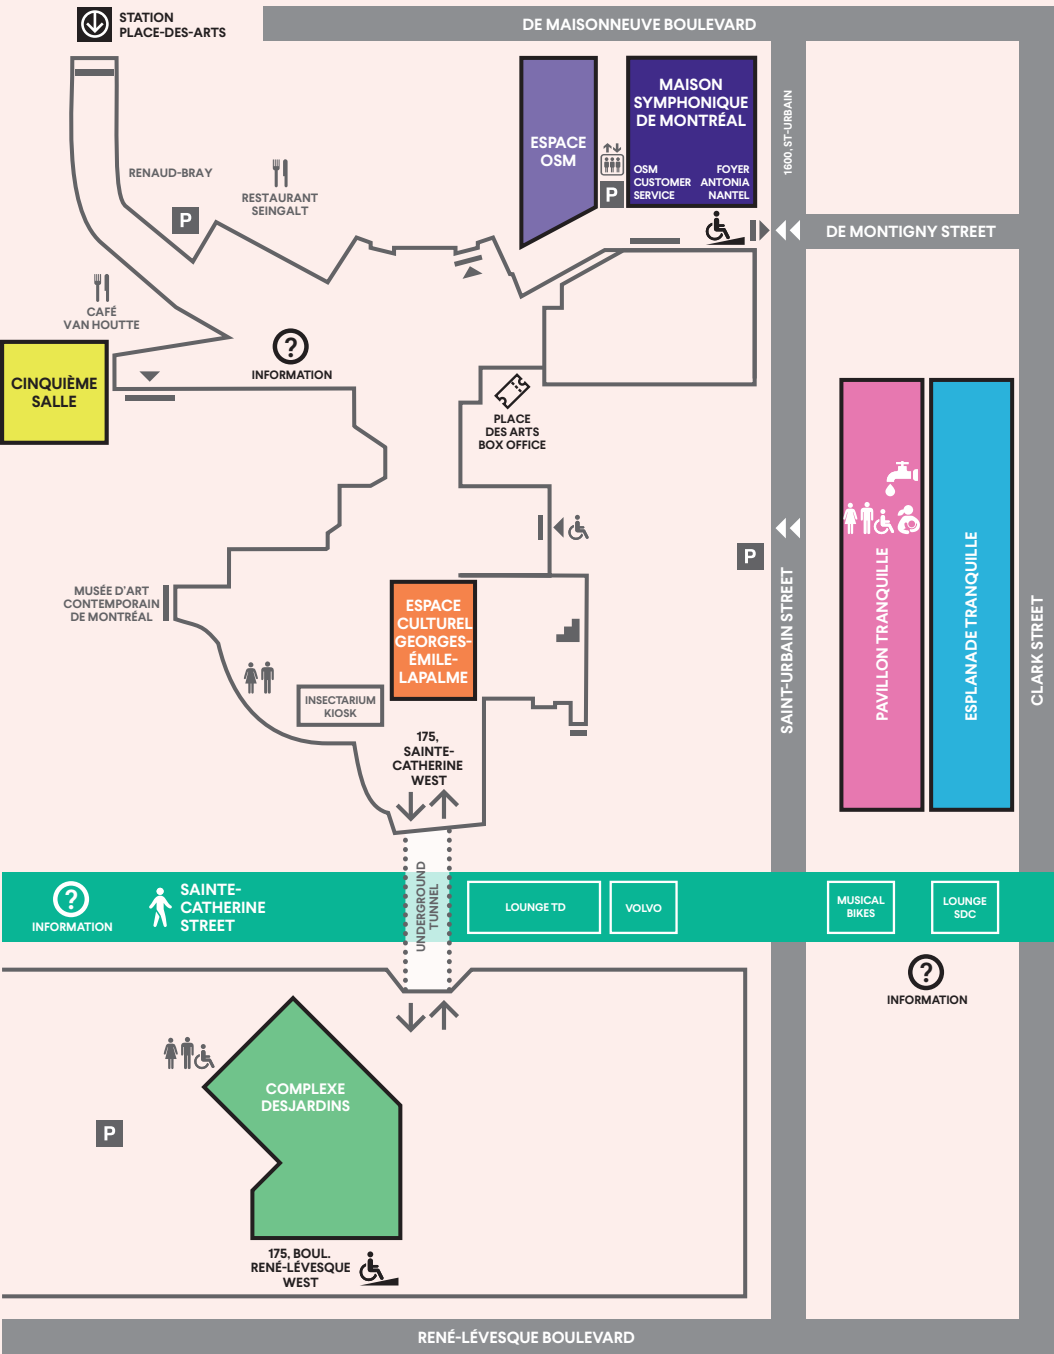 STATION
PLACE-DES-ARTS
DE MAISONNEUVE BOULEVARD
MAISON
SYMPHONIQUE
DE MONTRÉAL
ESPACE
OSM
OSM
CUSTOMER
SERVICE
FOYER
ANTONIA
NANTEL
P
1600, ST-URBAIN
RENAUD-BRAY
RESTAURANT
SEINGALT
P
DE MONTIGNY STREET
CAFÉ
VAN HOUTTE
?
INFORMATION
CINQUIÈME
SALLE
PLACE
DES ARTS
BOX OFFICE
P
MUSÉE D'ART
CONTEMPORAIN
DE MONTRÉAL
ESPACE
CULTUREL
GEORGES-
ÉMILE-
LAPALME
INSECTARIUM
KIOSK
SAINT-URBAIN STREET
PAVILLON TRANQUILLE
ESPLANADE TRANQUILLE
CLARK STREET
175,
SAINTE-
CATHERINE
WEST
?
INFORMATION
SAINTE-
CATHERINE
STREET
UNDERGROUND
TUNNEL
LOUNGE TD
VOLVO
MUSICAL
BIKES
LOUNGE
SDC
?
INFORMATION
COMPLEXE
DESJARDINS
P
175, BOUL.
RENÉ-LÉVESQUE
WEST
RENÉ-LÉVESQUE BOULEVARD